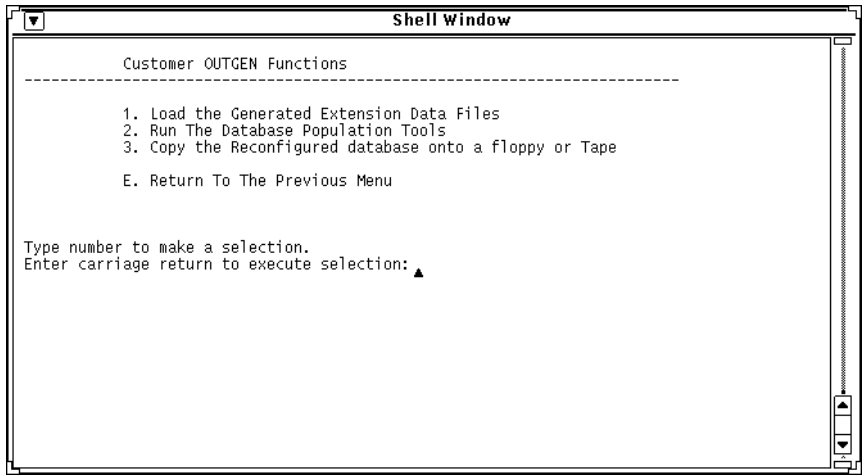 Shell Window
Customer OUTGEN Functions
-------------------------------------------------------------------------
1. Load the Generated Extension Data Files
2. Run The Database Population Tools
3. Copy the Reconfigured database onto a floppy or Tape
E. Return To The Previous Menu
Type number to make a selection.
Enter carriage return to execute selection: